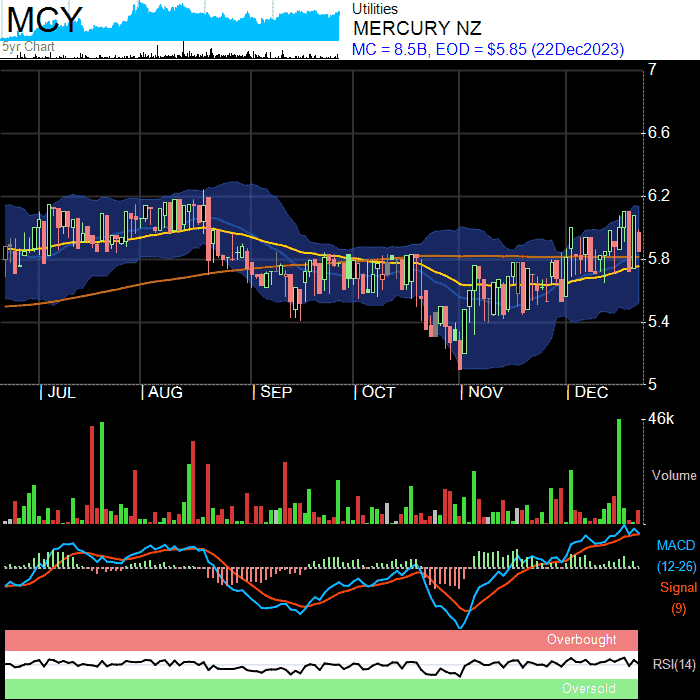 MCY
5yr Chart
Utilities
MERCURY NZ
MC = 8.5B, EOD = $5.85 (22Dec2023)
7
6.6
6.2
5.8
5.4
5
JUL AUG SEP OCT NOV DEC
46k
Volume
MACD
(12-26)
Signal
(9)
Overbought
RSI(14)
Oversold